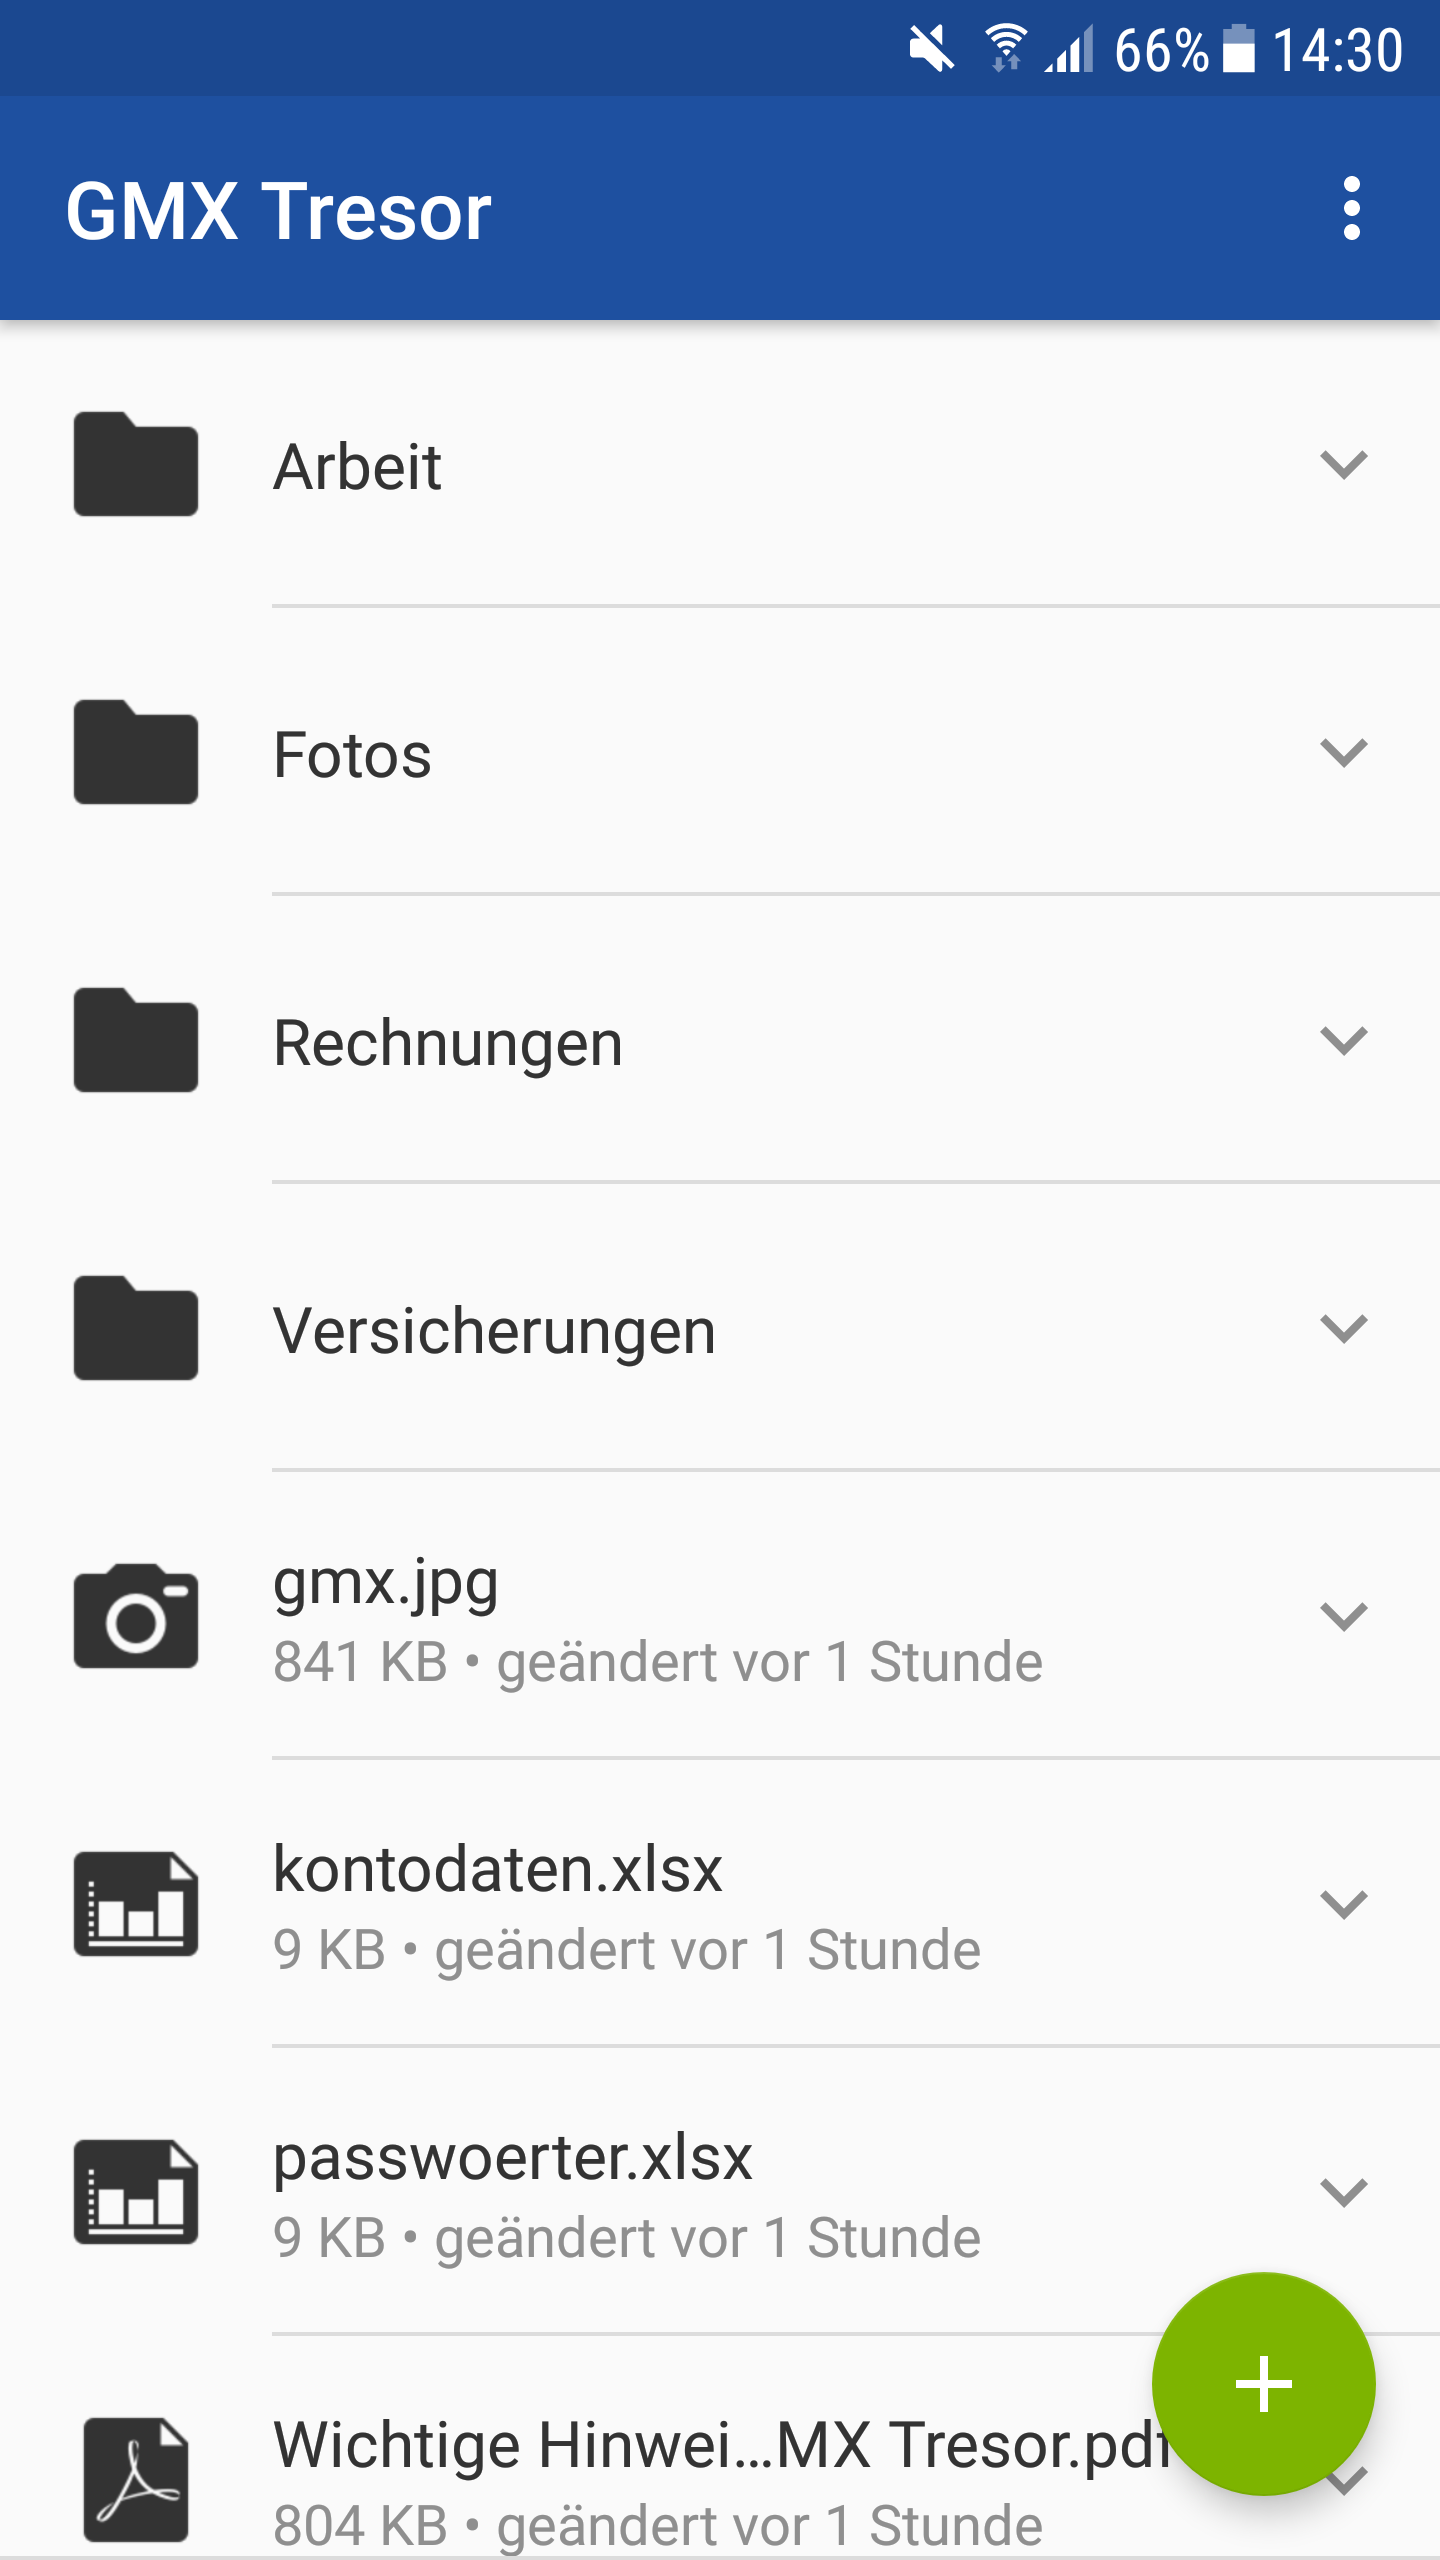 66% 14:30
GMX Tresor
Arbeit
Fotos
Rechnungen
Versicherungen
gmx.jpg
841 KB • geändert vor 1 Stunde
kontodaten.xlsx
9 KB • geändert vor 1 Stunde
passwoerter.xlsx
9 KB • geändert vor 1 Stunde
Wichtige Hinwei...MX Tresor.pdf
804 KB • geändert vor 1 Stunde